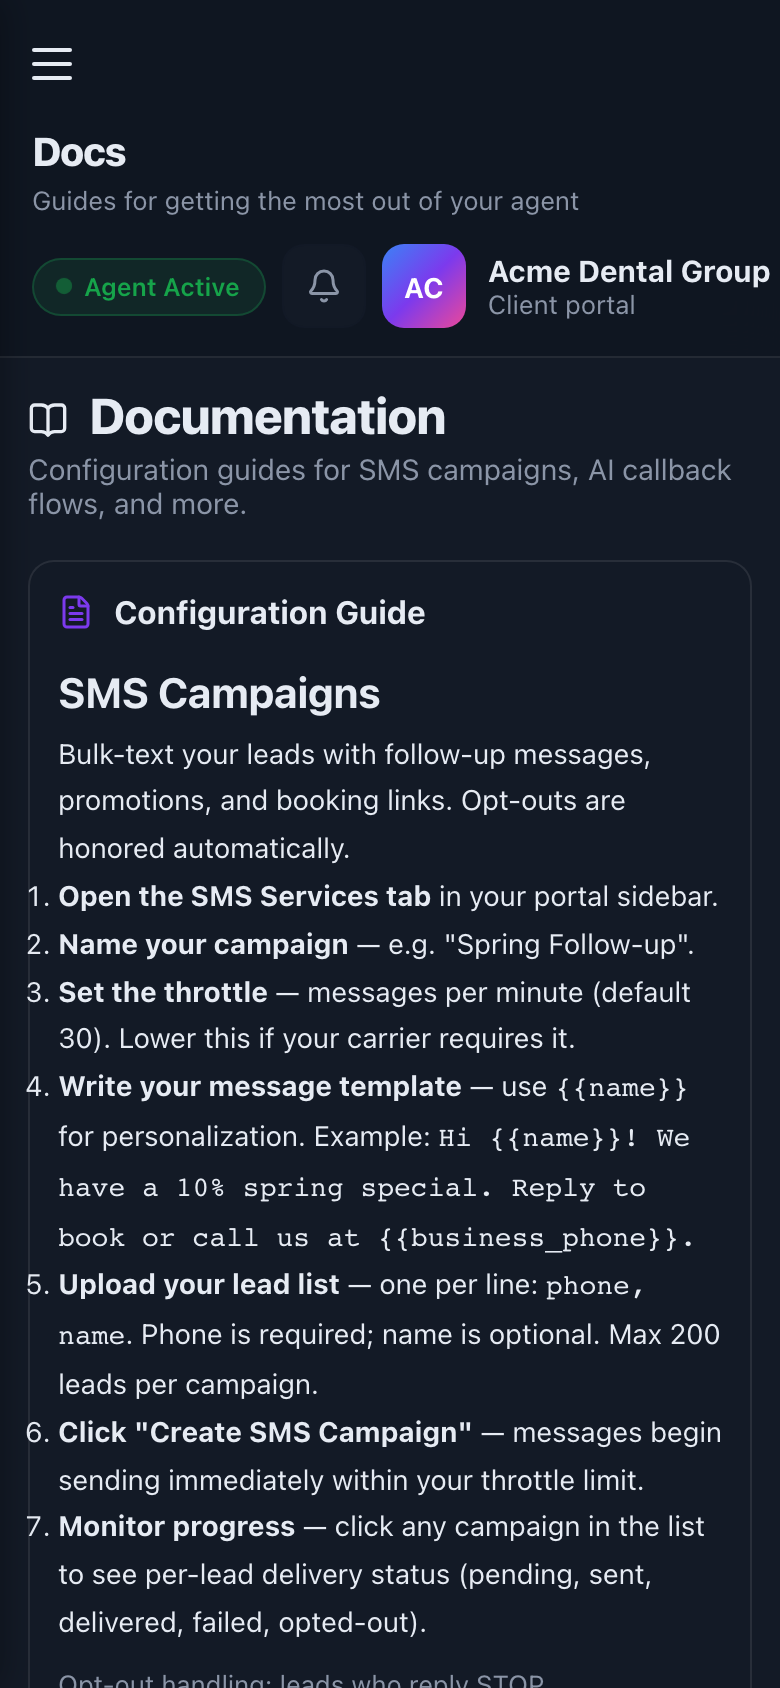 Docs
Guides for getting the most out of your agent
Agent Active
AC
Acme Dental Group
Client portal
Documentation
Configuration guides for SMS campaigns, AI callback
flows, and more.
Configuration Guide
SMS Campaigns
Bulk-text your leads with follow-up messages,
promotions, and booking links. Opt-outs are
honored automatically.
1. Open the SMS Services tab in your portal sidebar.
2. Name your campaign — e.g. "Spring Follow-up".
3. Set the throttle — messages per minute (default
30). Lower this if your carrier requires it.
4. Write your message template — use {{name}}
for personalization. Example: Hi {{name}}! We
have a 10% spring special. Reply to
book or call us at {{business_phone}}.
5. Upload your lead list — one per line: phone,
name. Phone is required; name is optional. Max 200
leads per campaign.
6. Click "Create SMS Campaign" — messages begin
sending immediately within your throttle limit.
7. Monitor progress — click any campaign in the list
to see per-lead delivery status (pending, sent,
delivered, failed, opted-out).
Opt-out handling: leads who reply STOP